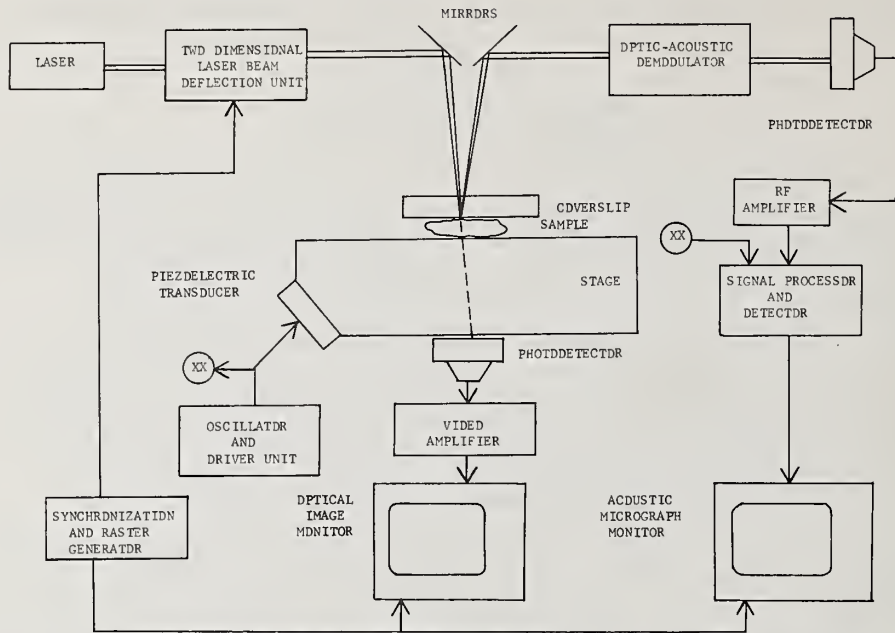 MIRRDRS
LASER
TWD DIMENSIDNAL
LASER BEAM
DEFLECTION UNIT
DPTIC-ACOUSTIC
DEMDDULATOR
PHDTDDETECTDR
CDVERSLIP
SAMPLE
RF
AMPLIFIER
XX
PIEZDELECTRIC
TRANSDUCER
STAGE
SIGNAL PROCESSDR
AND
DETECTDR
PHOTDDETECTDR
XX
OSCILLATDR
AND
DRIVER UNIT
VIDED
AMPLIFIER
SYNCHRDNIZATIDN
AND RASTER
GENERATDR
DPTICAL
IMAGE
MDNITOR
ACDUSTIC
MICROGRAPH
MONITOR